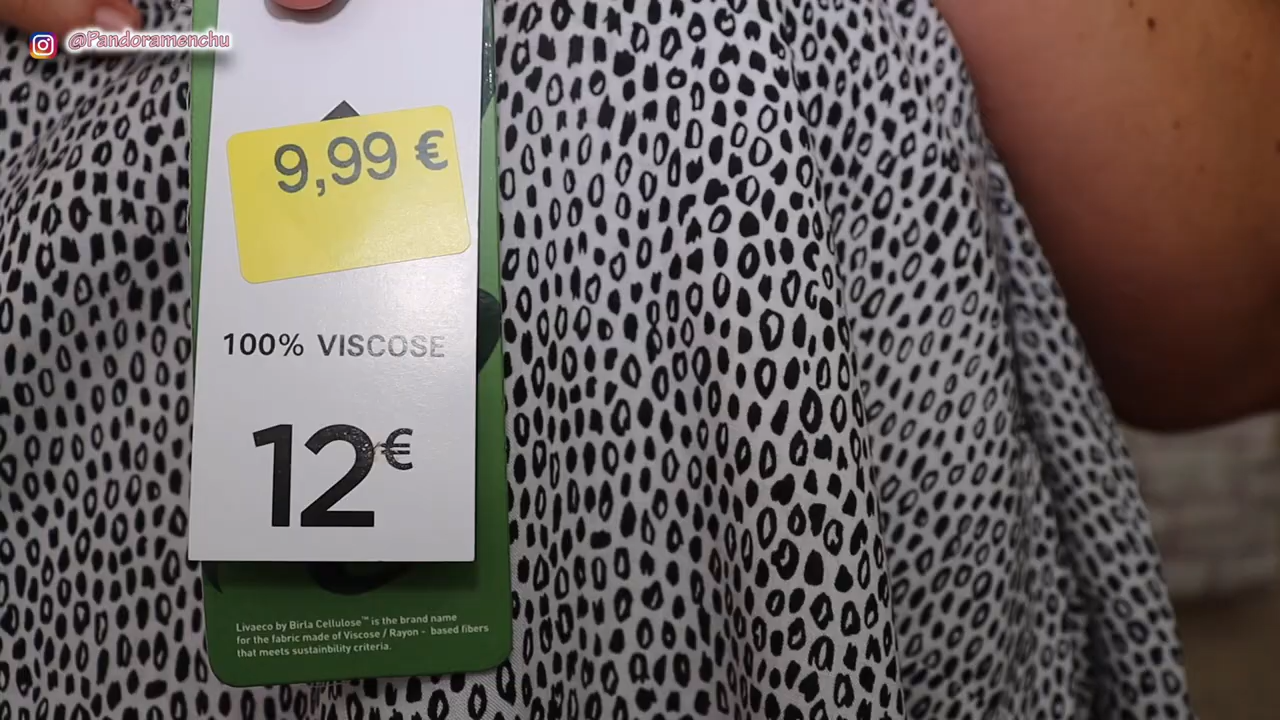 @Pandoramenchu
9,99 €
100% VISCOSE
12€
Livaeco by Birla Cellulose™ is the brand name
for the fabric made of Viscose / Rayon - based fibers
that meets sustainbility criteria.